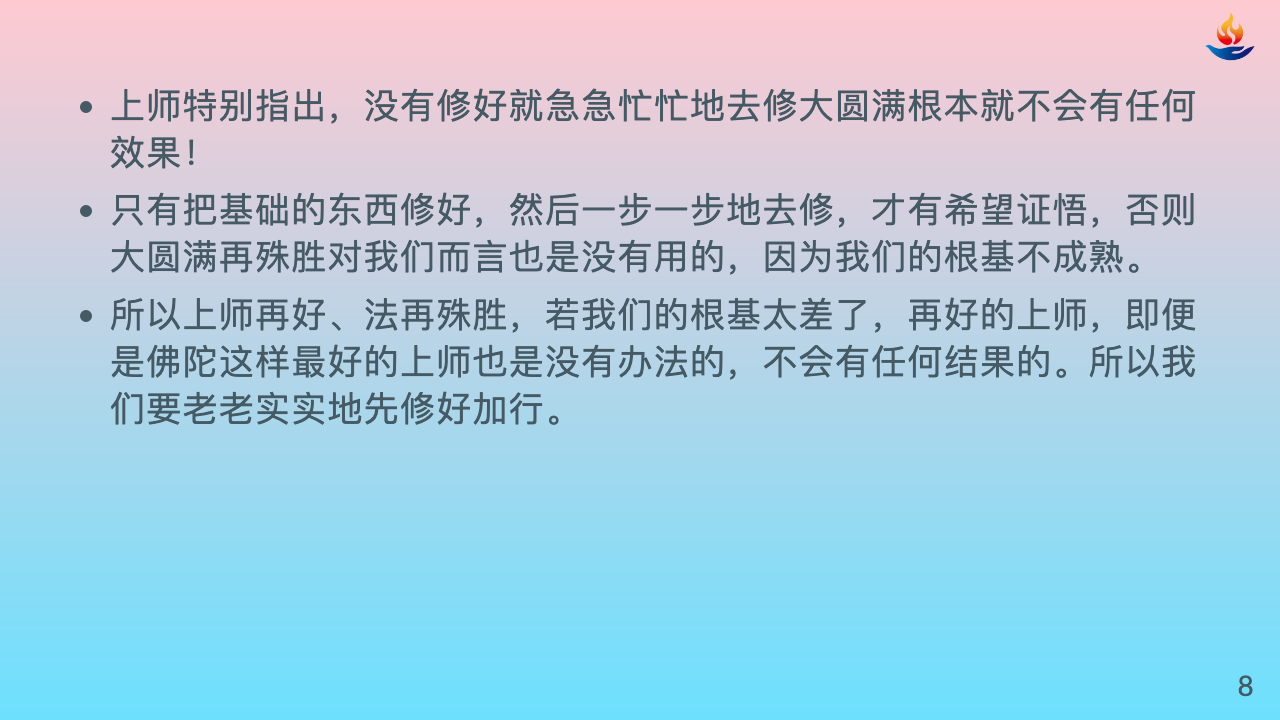 • 上师特别指出，没有修好就急急忙忙地去修大圆满根本就不会有任何
效果！
• 只有把基础的东西修好，然后一步一步地去修，才有希望证悟，否则
大圆满再殊胜对我们而言也是没有用的，因为我们的根基不成熟。
• 所以上师再好、法再殊胜，若我们的根基太差了，再好的上师，即便
是佛陀这样最好的上师也是没有办法的，不会有任何结果的。所以我
们要老老实实地先修好加行。
8